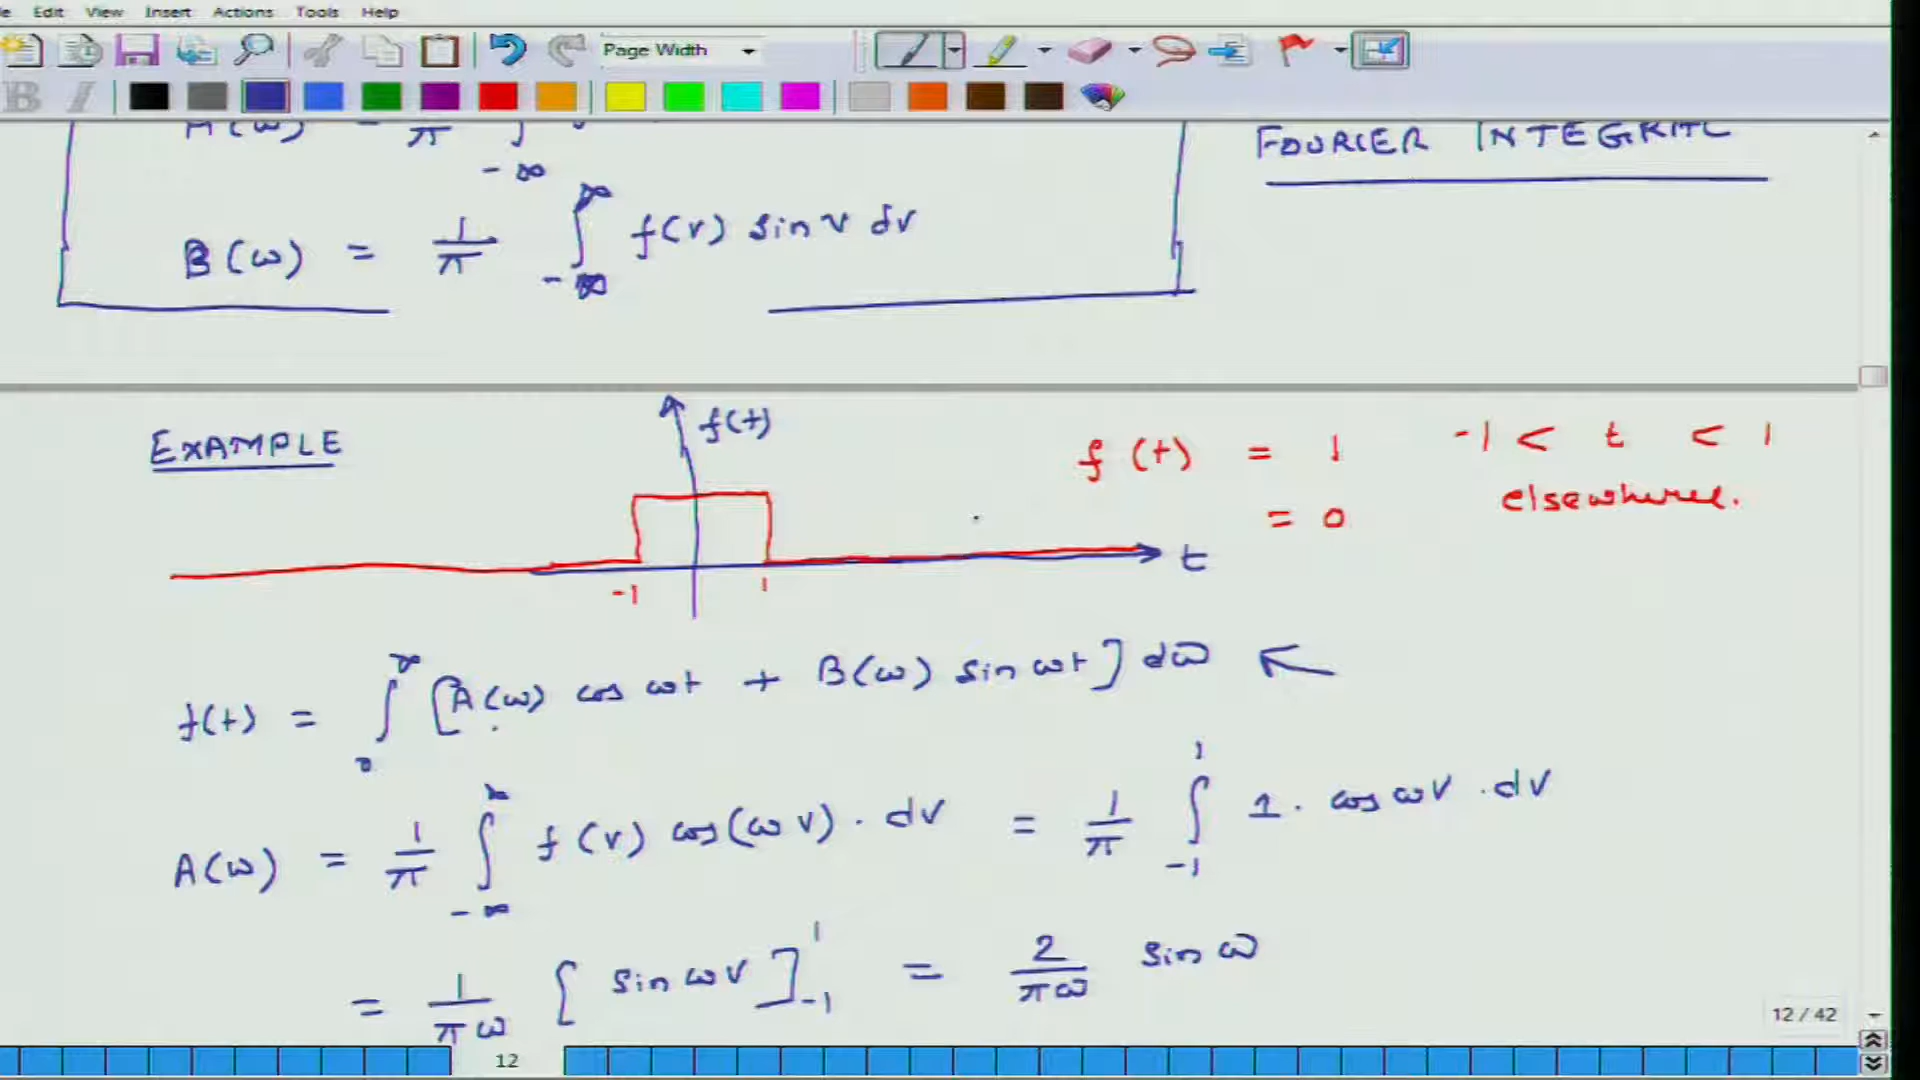 Edit View Insert Actions Tools Help
Page Width
B I
A(ω) = π ∫ -∞
FOURIER INTEGRAL
B(ω) = 1/π ∫_{-∞}^{∞} f(v) sin v dv
EXAMPLE
f(t)
f(t) = 1 -1 < t < 1
= 0 elsewhere.
t
-1 1
f(t) = ∫_0^∞ [A(ω) cos ωt + B(ω) sin ωt] dω ←
A(ω) = 1/π ∫_{-∞}^{∞} f(v) cos(ωv) · dv = 1/π ∫_{-1}^{1} 1 · cos ωv · dv
= 1/πω [sin ωv]_{-1}^{1} = 2/πω sin ω
12 / 42
12